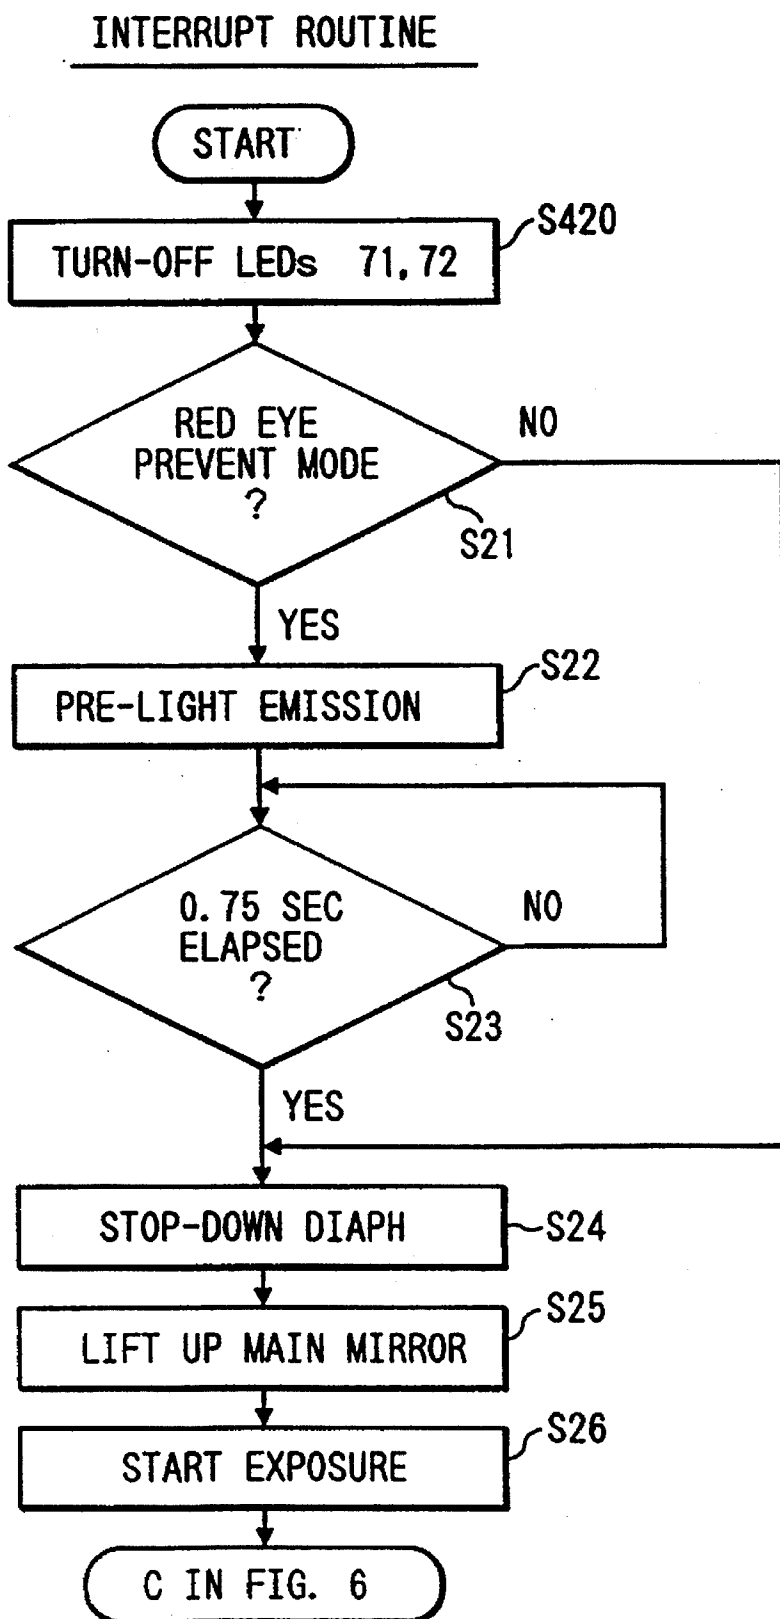 INTERRUPT ROUTINE
START
S420
TURN-OFF LEDs 71, 72
RED EYE
PREVENT MODE
?
NO
S21
YES
S22
PRE-LIGHT EMISSION
0.75 SEC
ELAPSED
?
NO
S23
YES
STOP-DOWN DIAPH
S24
S25
LIFT UP MAIN MIRROR
S26
START EXPOSURE
C IN FIG. 6